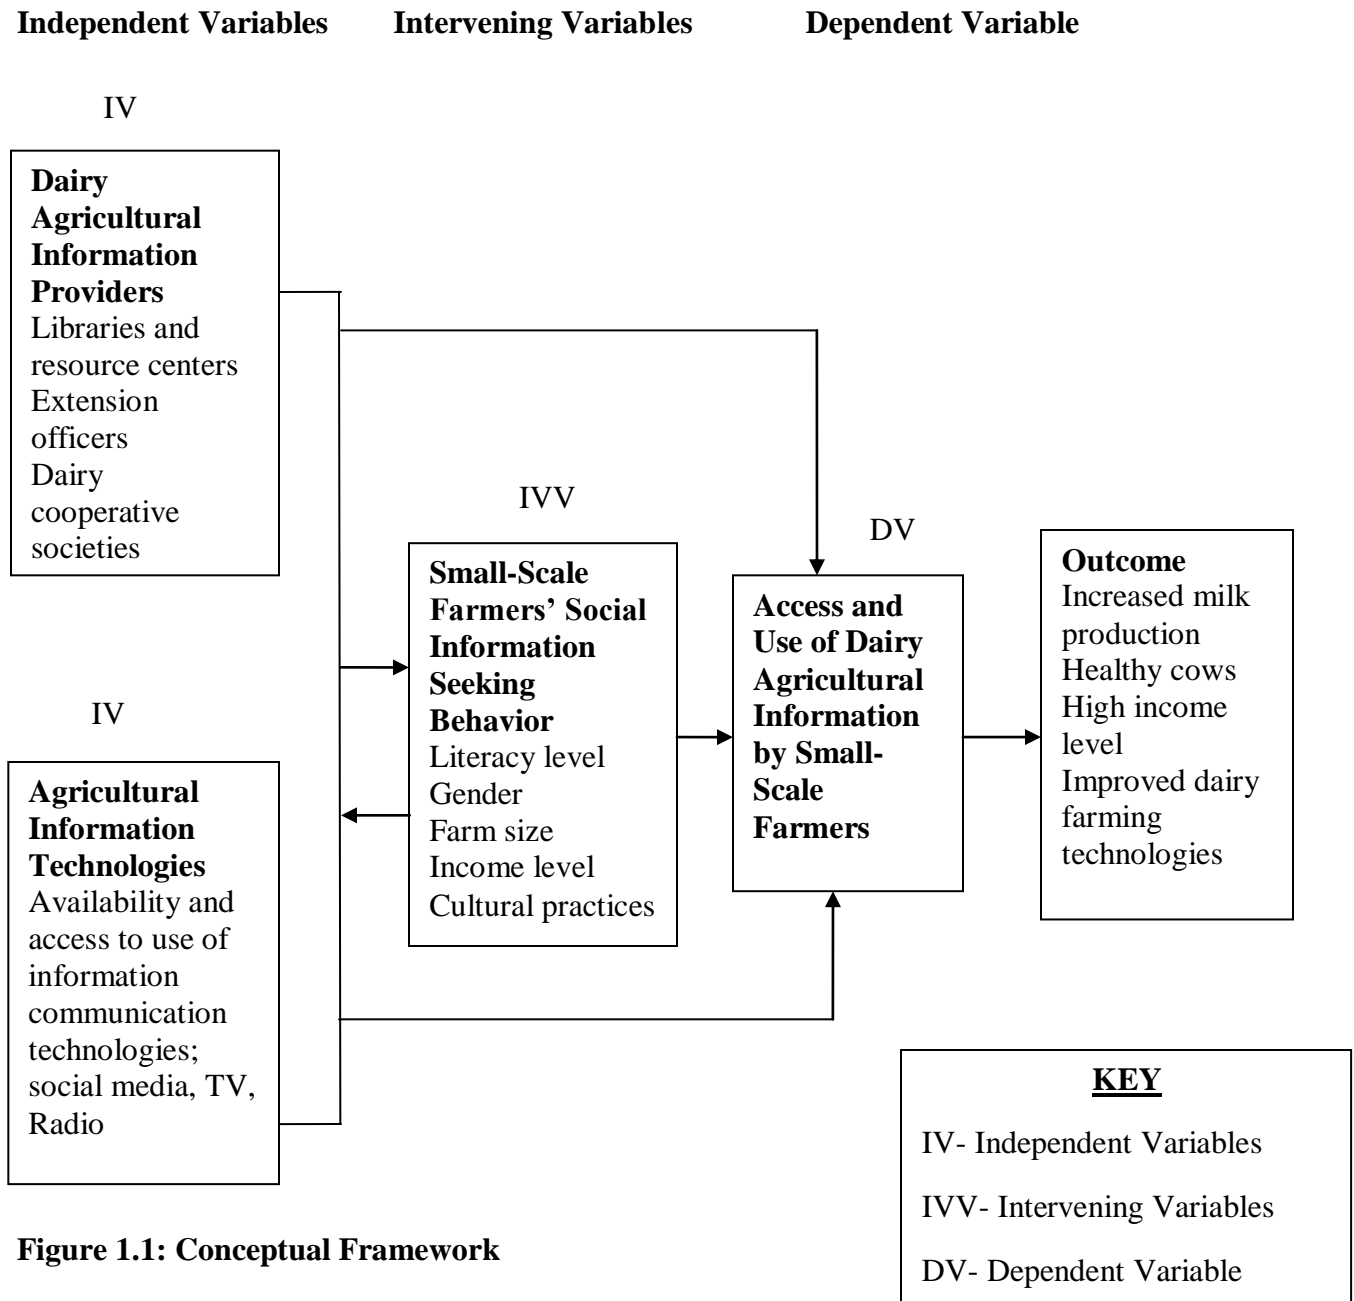 Independent Variables Intervening Variables Dependent Variable
IV
Dairy
Agricultural
Information
Providers
Libraries and
resource centers
Extension
officers
Dairy
cooperative
societies
IV
Agricultural
Information
Technologies
Availability and
access to use of
information
communication
technologies;
social media, TV,
Radio
IVV
Small-Scale
Farmers’ Social
Information
Seeking
Behavior
Literacy level
Gender
Farm size
Income level
Cultural practices
DV
Access and
Use of Dairy
Agricultural
Information
by Small-
Scale
Farmers
Outcome
Increased milk
production
Healthy cows
High income
level
Improved dairy
farming
technologies
KEY
IV- Independent Variables
IVV- Intervening Variables
DV- Dependent Variable
Figure 1.1: Conceptual Framework